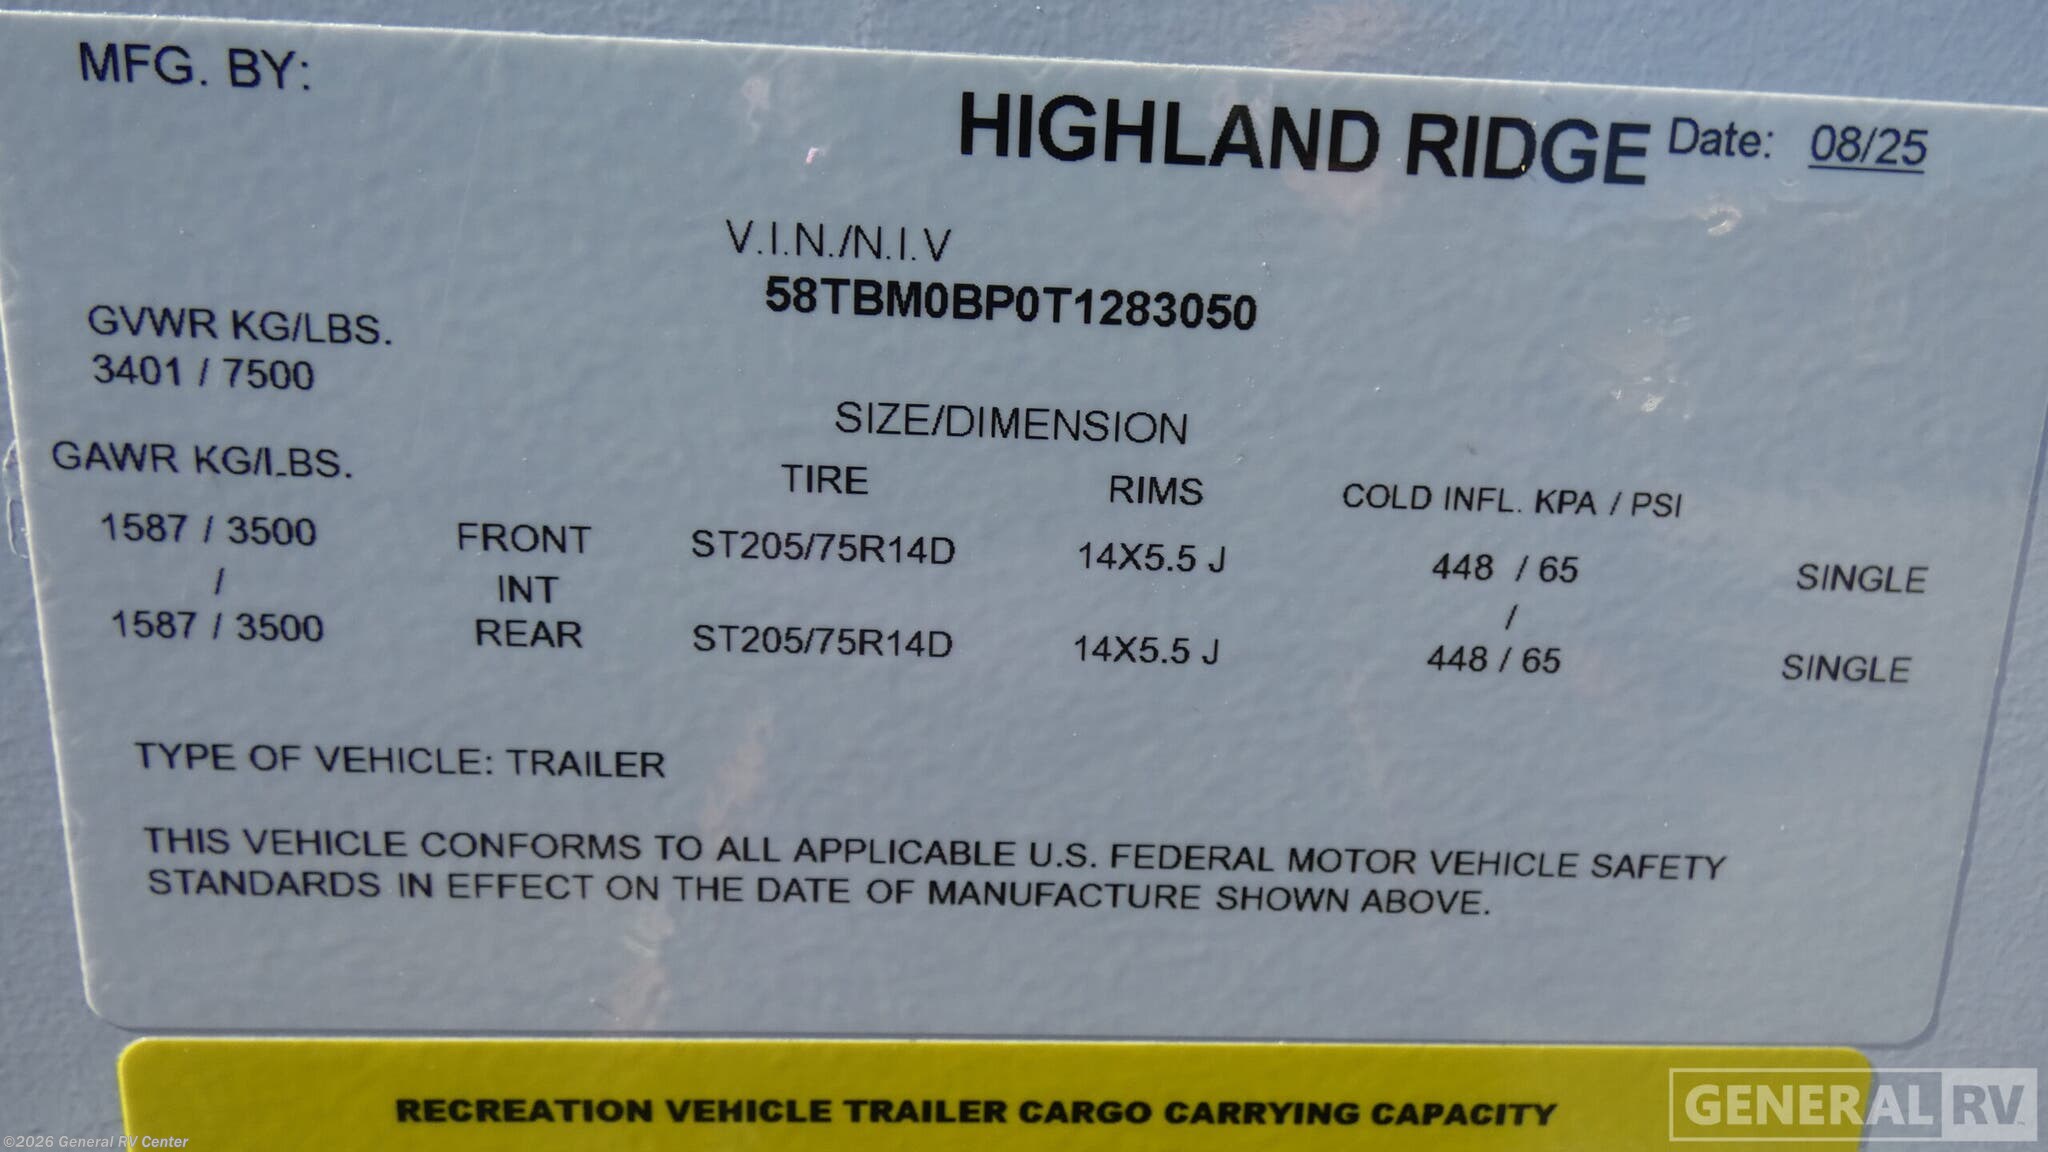 MFG. BY:
HIGHLAND RIDGE Date: 08/25
V.I.N./N.I.V
58TBM0BP0T1283050
GVWR KG/LBS.
3401 / 7500
SIZE/DIMENSION
GAWR KG/LBS.
TIRE RIMS COLD INFL. KPA / PSI
1587 / 3500 FRONT ST205/75R14D 14X5.5 J 448 / 65 SINGLE
/ INT /
1587 / 3500 REAR ST205/75R14D 14X5.5 J 448 / 65 SINGLE
TYPE OF VEHICLE: TRAILER
THIS VEHICLE CONFORMS TO ALL APPLICABLE U.S. FEDERAL MOTOR VEHICLE SAFETY
STANDARDS IN EFFECT ON THE DATE OF MANUFACTURE SHOWN ABOVE.
RECREATION VEHICLE TRAILER CARGO CARRYING CAPACITY
GENERAL RV
©2026 General RV Center